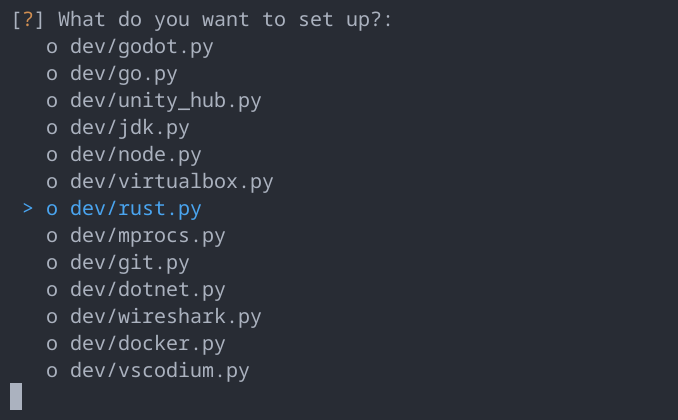 [?] What do you want to set up?:
o dev/godot.py
o dev/go.py
o dev/unity_hub.py
o dev/jdk.py
o dev/node.py
o dev/virtualbox.py
> o dev/rust.py
o dev/mprocs.py
o dev/git.py
o dev/dotnet.py
o dev/wireshark.py
o dev/docker.py
o dev/vscodium.py